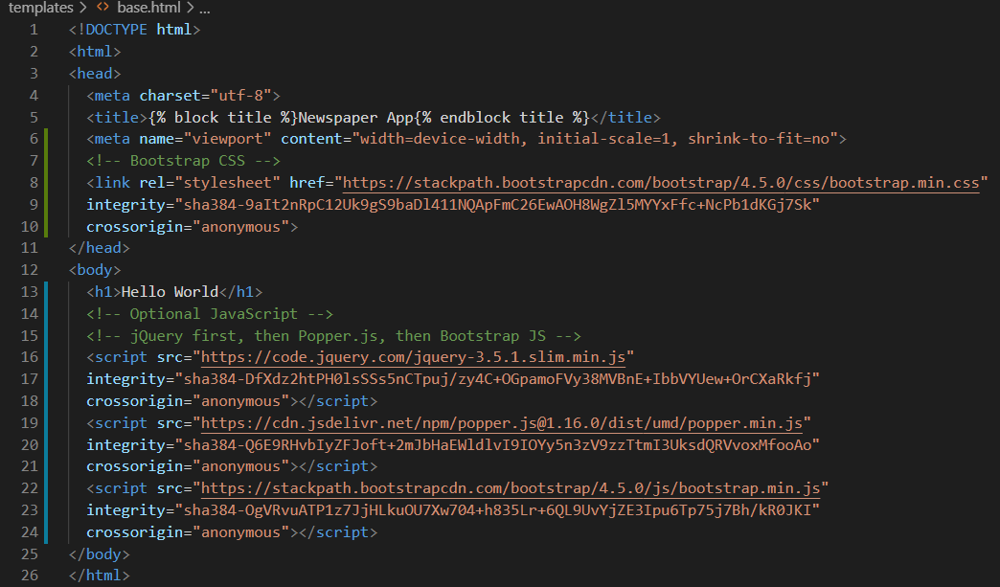 templates > <> base.html > ...
1 <!DOCTYPE html>
2 <html>
3 <head>
4 <meta charset="utf-8">
5 <title>{% block title %}Newspaper App{% endblock title %}</title>
6 <meta name="viewport" content="width=device-width, initial-scale=1, shrink-to-fit=no">
7 <!-- Bootstrap CSS -->
8 <link rel="stylesheet" href="https://stackpath.bootstrapcdn.com/bootstrap/4.5.0/css/bootstrap.min.css"
9 integrity="sha384-9aIt2nRpC12Uk9gS9baDl411NQApFmC26EwAOH8WgZl5MYYxFfc+NcPb1dKGj7Sk"
10 crossorigin="anonymous">
11 </head>
12 <body>
13 <h1>Hello World</h1>
14 <!-- Optional JavaScript -->
15 <!-- jQuery first, then Popper.js, then Bootstrap JS -->
16 <script src="https://code.jquery.com/jquery-3.5.1.slim.min.js"
17 integrity="sha384-DfXdz2htPH0lsSSs5nCTpuj/zy4C+OGpamoFVy38MVBnE+IbbVYUew+OrCXaRkfj"
18 crossorigin="anonymous"></script>
19 <script src="https://cdn.jsdelivr.net/npm/popper.js@1.16.0/dist/umd/popper.min.js"
20 integrity="sha384-Q6E9RHvbIyZFJoft+2mJbHaEWldlvI9IOYy5n3zV9zzTtmI3UksdQRVvoxMfooAo"
21 crossorigin="anonymous"></script>
22 <script src="https://stackpath.bootstrapcdn.com/bootstrap/4.5.0/js/bootstrap.min.js"
23 integrity="sha384-OgVRvuATP1z7JjHLkuOU7Xw704+h835Lr+6QL9UvYjZE3Ipu6Tp75j7Bh/kR0JKI"
24 crossorigin="anonymous"></script>
25 </body>
26 </html>